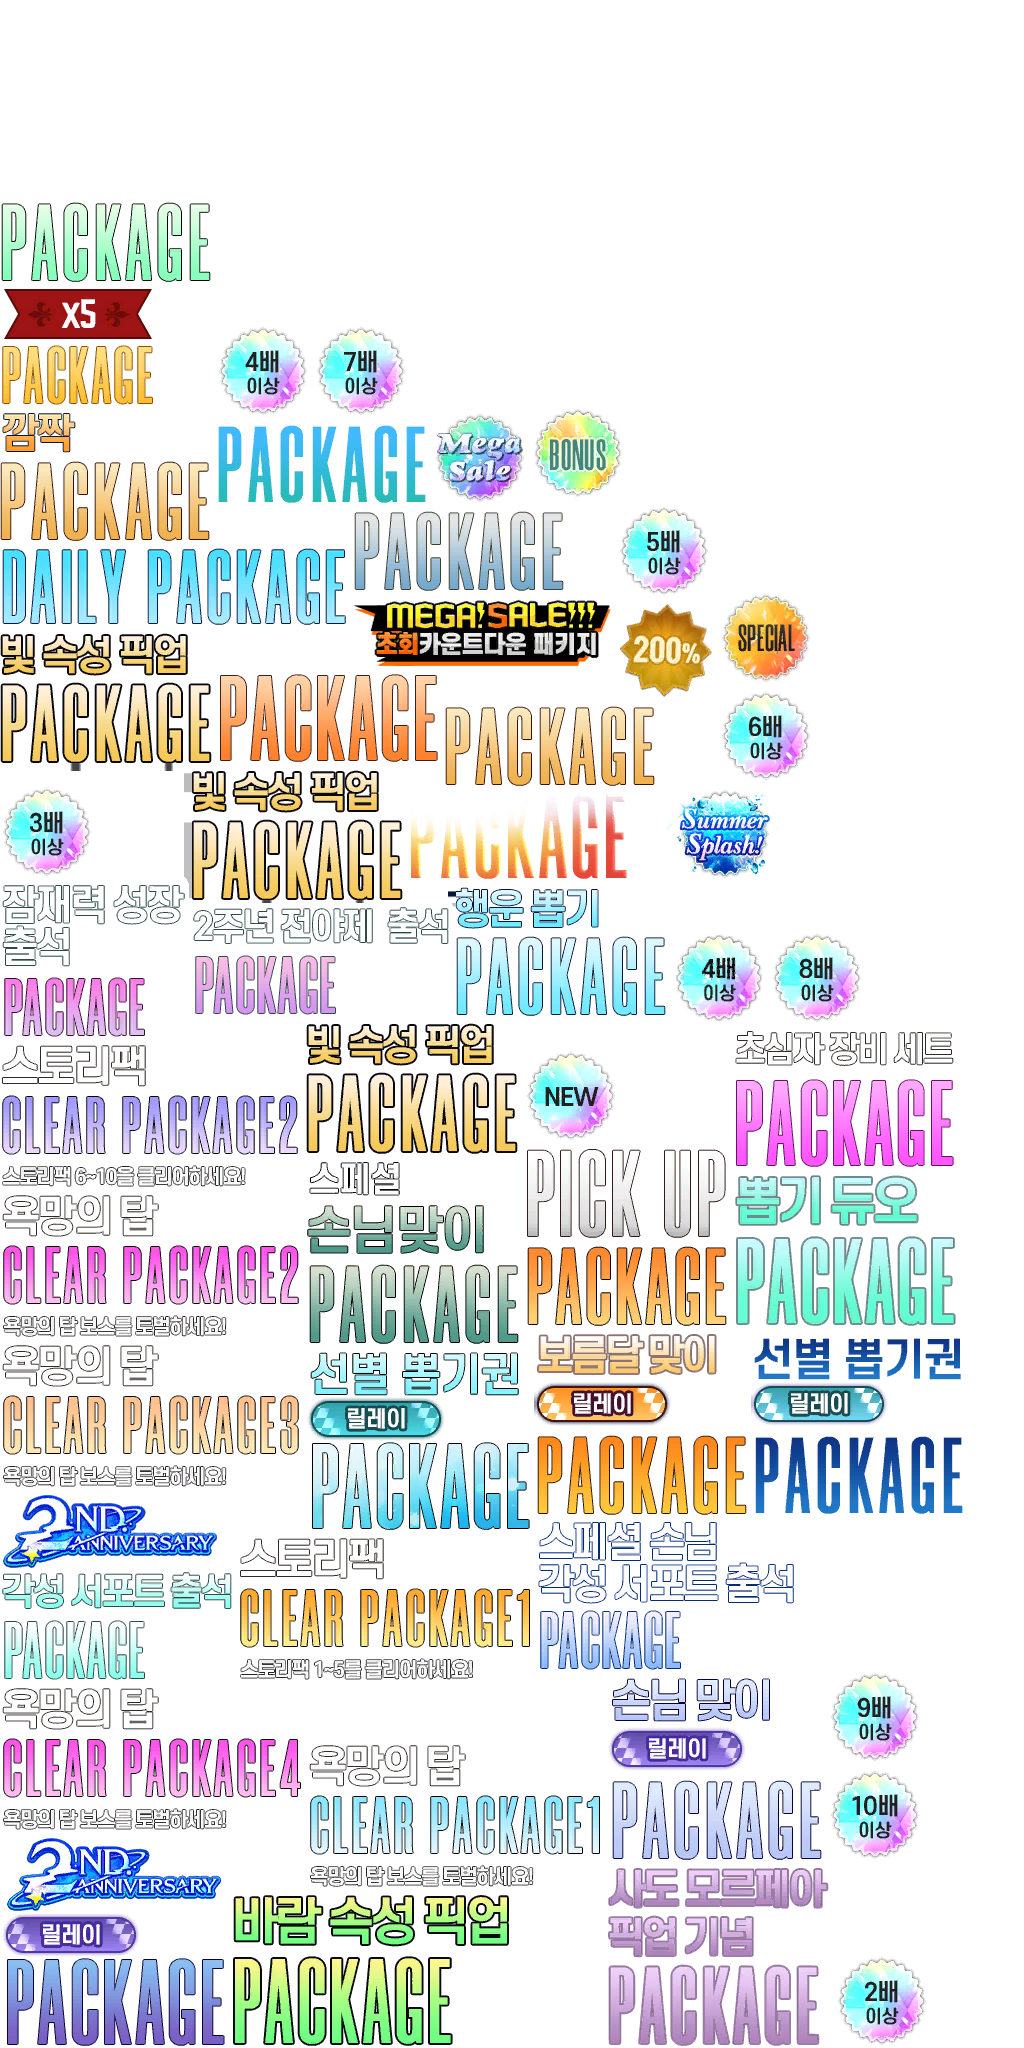 PACKAGE
x5
PACKAGE
4배
이상
7배
이상
깜짝
PACKAGE
PACKAGE
Mega
Sale
BONUS
DAILY PACKAGE
PACKAGE
5배
이상
MEGA!SALE!!!
초회카운트다운 패키지
200%
SPECIAL
빛 속성 픽업
PACKAGE
PACKAGE
PACKAGE
6배
이상
3배
이상
빛 속성 픽업
PACKAGE
PACKAGE
Summer
Splash!
잠재력 성장
출석
PACKAGE
2주년 전야제 출석
PACKAGE
행운 뽑기
PACKAGE
4배
이상
8배
이상
스토리팩
CLEAR PACKAGE2
스토리팩 6~10을 클리어하세요!
빛 속성 픽업
PACKAGE
NEW
초심자 장비 세트
PACKAGE
스페셜
손님맞이
PACKAGE
PICK UP
PACKAGE
뽑기 듀오
PACKAGE
욕망의 탑
CLEAR PACKAGE2
욕망의 탑 보스를 토벌하세요!
욕망의 탑
CLEAR PACKAGE3
욕망의 탑 보스를 토벌하세요!
선별 뽑기권
릴레이
PACKAGE
보름달 맞이
릴레이
PACKAGE
선별 뽑기권
릴레이
PACKAGE
2ND
ANNIVERSARY
각성 서포트 출석
PACKAGE
스토리팩
CLEAR PACKAGE1
스토리팩 1~5를 클리어하세요!
스페셜 손님
각성 서포트 출석
PACKAGE
욕망의 탑
CLEAR PACKAGE4
욕망의 탑 보스를 토벌하세요!
욕망의 탑
CLEAR PACKAGE1
욕망의 탑 보스를 토벌하세요!
손님 맞이
릴레이
PACKAGE
9배
이상
10배
이상
2ND
ANNIVERSARY
릴레이
PACKAGE
바람 속성 픽업
PACKAGE
사도 모르페아
픽업 기념
PACKAGE
2배
이상